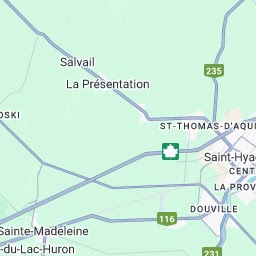 Salvail
235
La Présentation
OSKI
ST-THOMAS-D'AQU
Saint-Hya
CENT
LA PROV
DOUVILLE
116
Sainte-Madeleine
-du-Lac-Huron
231